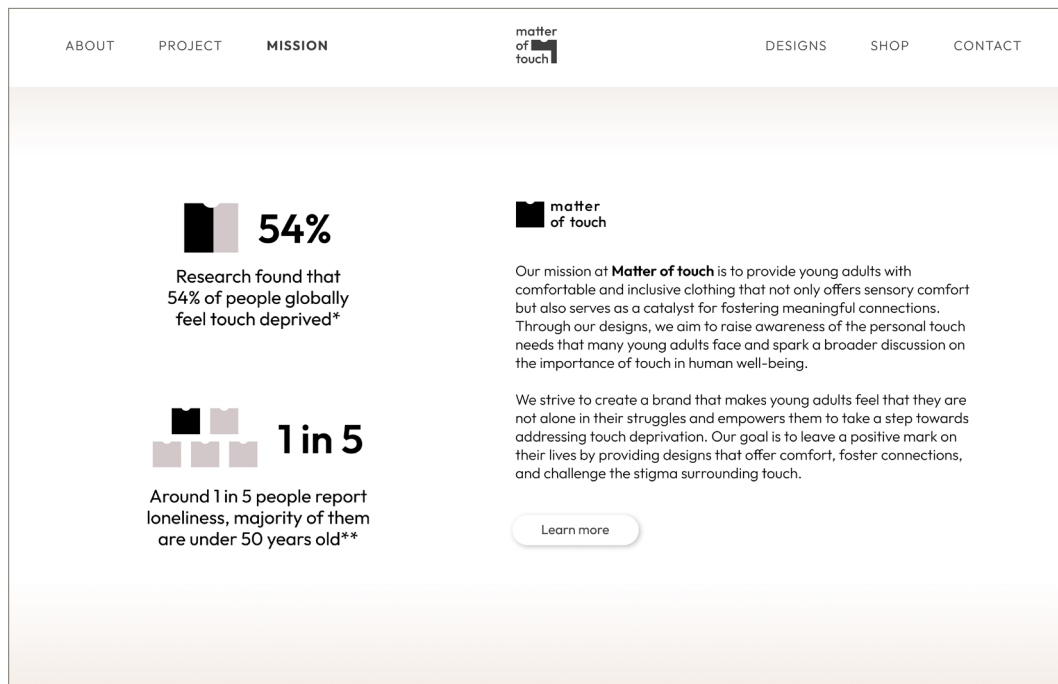 ABOUT PROJECT MISSION
matter
of
touch
DESIGNS SHOP CONTACT
54%
Research found that
54% of people globally
feel touch deprived*
1 in 5
Around 1 in 5 people report
loneliness, majority of them
are under 50 years old**
matter
of touch
Our mission at Matter of touch is to provide young adults with
comfortable and inclusive clothing that not only offers sensory comfort
but also serves as a catalyst for fostering meaningful connections.
Through our designs, we aim to raise awareness of the personal touch
needs that many young adults face and spark a broader discussion on
the importance of touch in human well-being.
We strive to create a brand that makes young adults feel that they are
not alone in their struggles and empowers them to take a step towards
addressing touch deprivation. Our goal is to leave a positive mark on
their lives by providing designs that offer comfort, foster connections,
and challenge the stigma surrounding touch.
Learn more